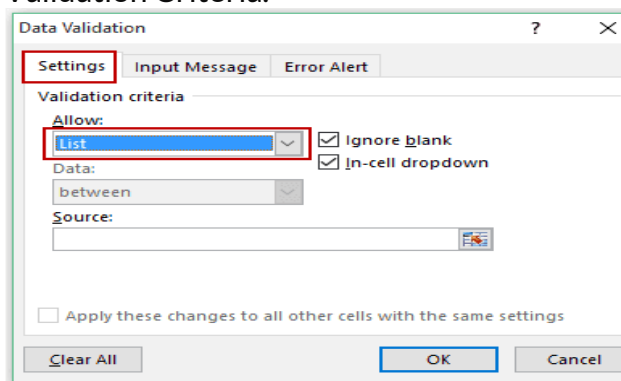 Validation Criteria.
Data Validation ? ×
Settings Input Message Error Alert
Validation criteria
Allow:
List Ignore blank
Data: In-cell dropdown
between
Source:
Apply these changes to all other cells with the same settings
Clear All OK Cancel